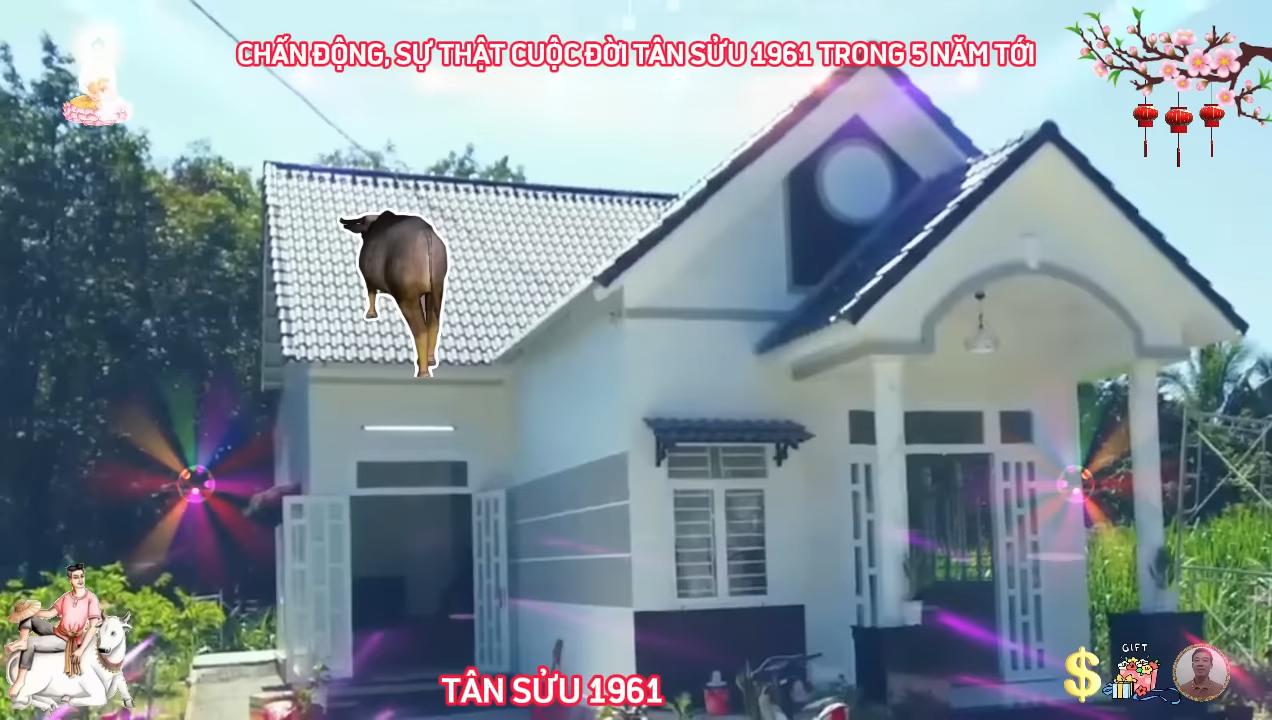 CHẤN ĐỘNG, SỰ THẬT CUỘC ĐỜI TÂN SỬU 1961 TRONG 5 NĂM TỚI
GIFT
TÂN SỬU 1961